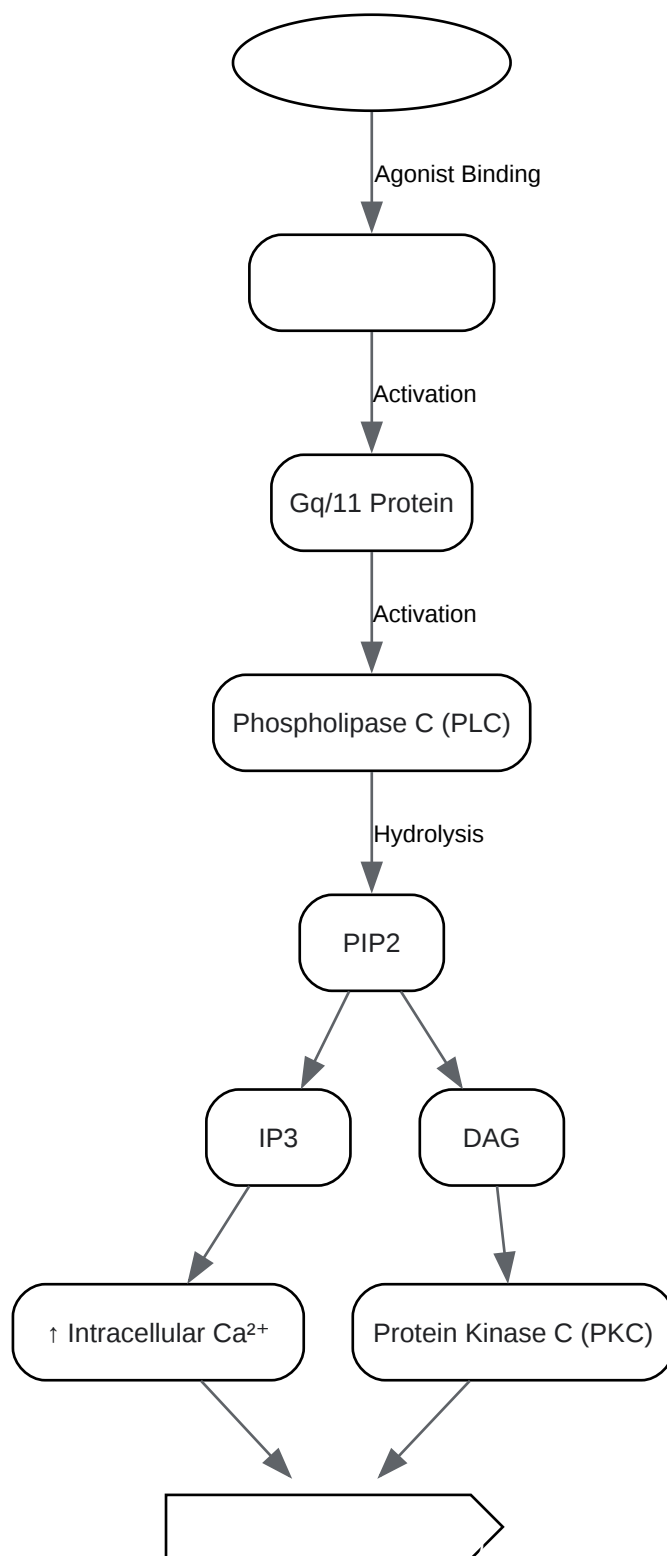 Agonist Binding
Activation
Gq/11 Protein
Activation
Phospholipase C (PLC)
Hydrolysis
PIP2
IP3
DAG
↑ Intracellular Ca²⁺
Protein Kinase C (PKC)